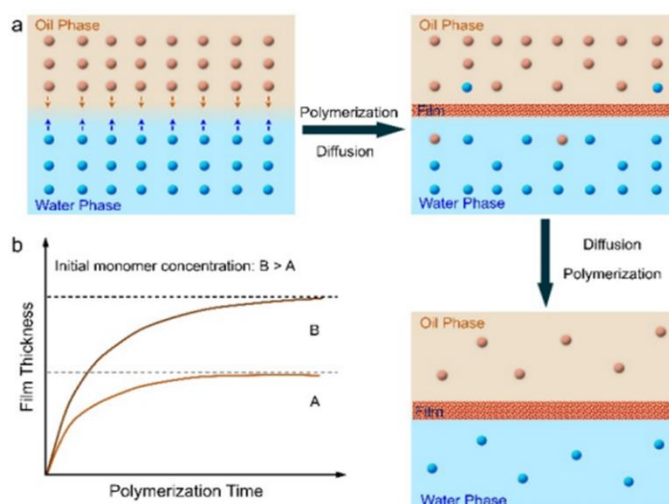 a
Oil Phase
Water Phase
Polymerization
Diffusion
Oil Phase
Film
Water Phase
Diffusion
Polymerization
b
Initial monomer concentration: B > A
B
A
Film Thickness
Polymerization Time
Oil Phase
Film
Water Phase